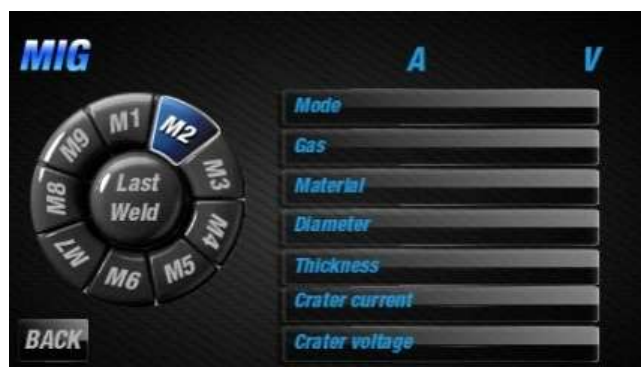 MIG
A V
Mode
Gas
Material
Diameter
Thickness
Crater current
Crater voltage
M1
M2
M3
M4
M5
M6
M7
M8
M9
Last
Weld
BACK